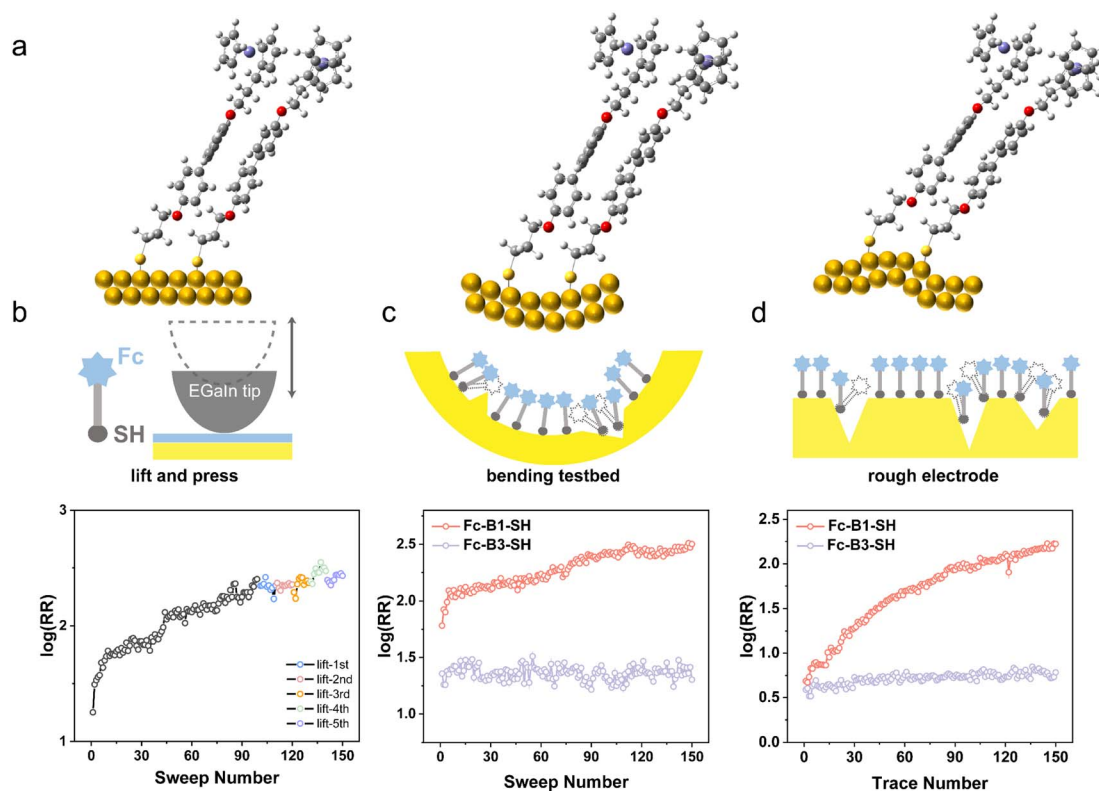 a
b
Fc
SH
EGaIn tip
lift and press
c
bending testbed
d
rough electrode
log(RR)
3
2
1
0 30 60 90 120 150
Sweep Number
lift-1st
lift-2nd
lift-3rd
lift-4th
lift-5th
log(RR)
2.5
2.0
1.5
1.0
0 30 60 90 120 150
Sweep Number
Fc-B1-SH
Fc-B3-SH
log(RR)
2.5
2.0
1.5
1.0
0.5
0.0
0 30 60 90 120 150
Trace Number
Fc-B1-SH
Fc-B3-SH